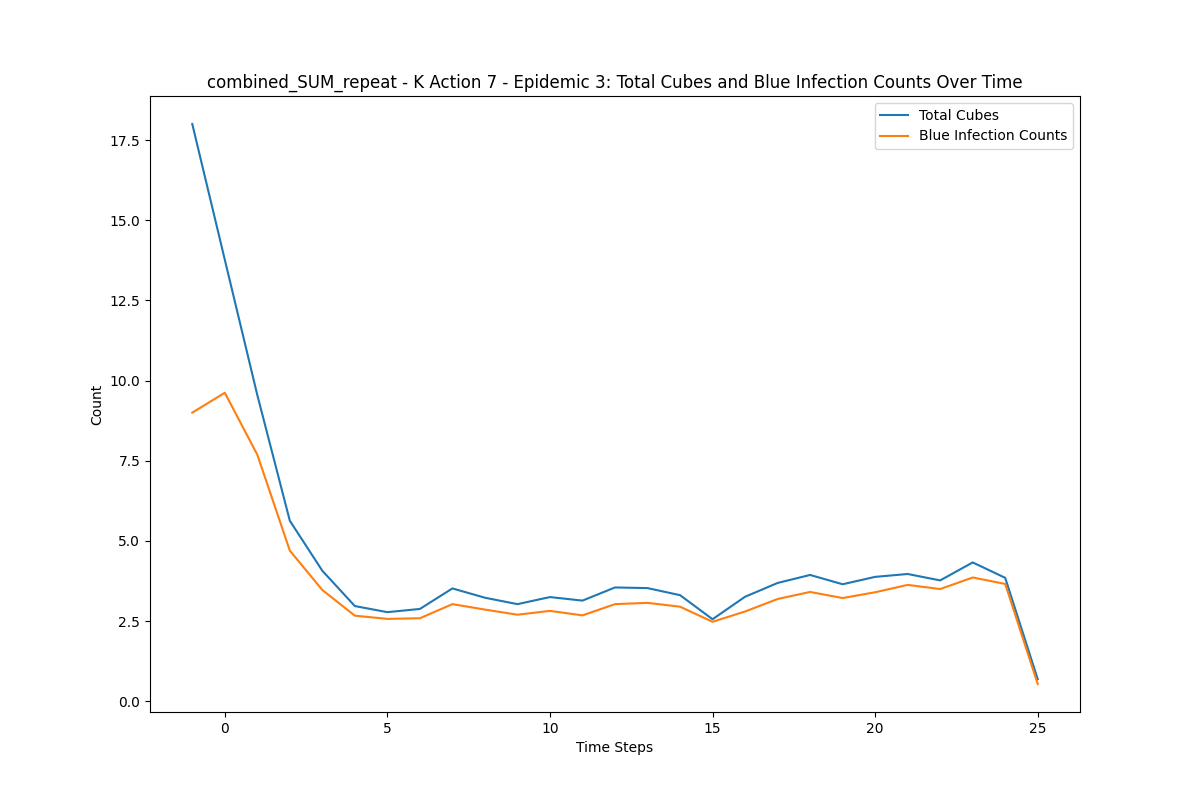 combined_SUM_repeat - K Action 7 - Epidemic 3: Total Cubes and Blue Infection Counts Over Time
Total Cubes
Blue Infection Counts
17.5
15.0
12.5
10.0
7.5
5.0
2.5
0.0
Count
0 5 10 15 20 25
Time Steps